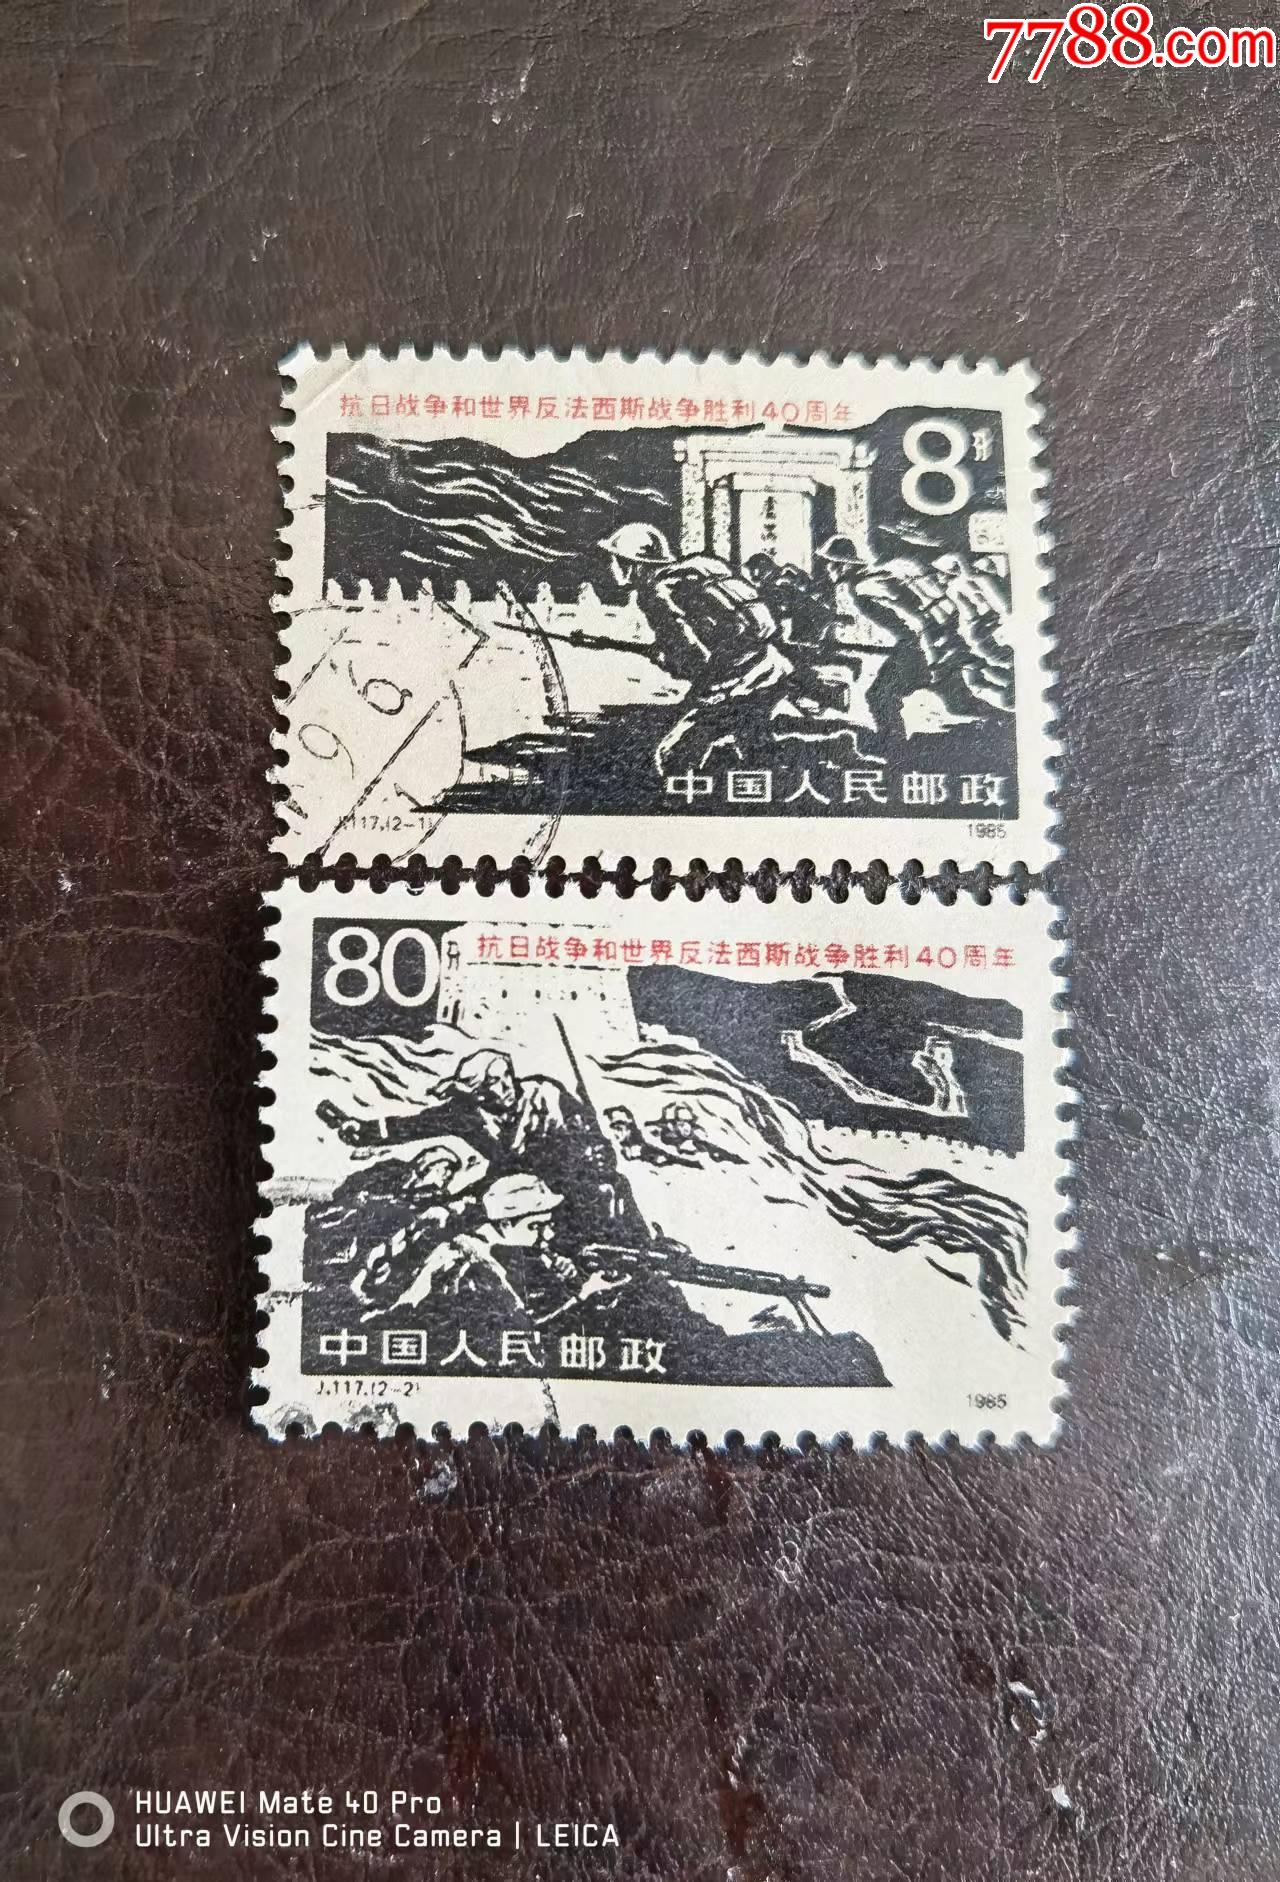 7788.com
抗日战争和世界反法西斯战争胜利40周年
8分
中国人民邮政
J.117.(2-1)
1985
80分
抗日战争和世界反法西斯战争胜利40周年
中国人民邮政
J.117.(2-2)
1985
HUAWEI Mate 40 Pro
Ultra Vision Cine Camera | LEICA